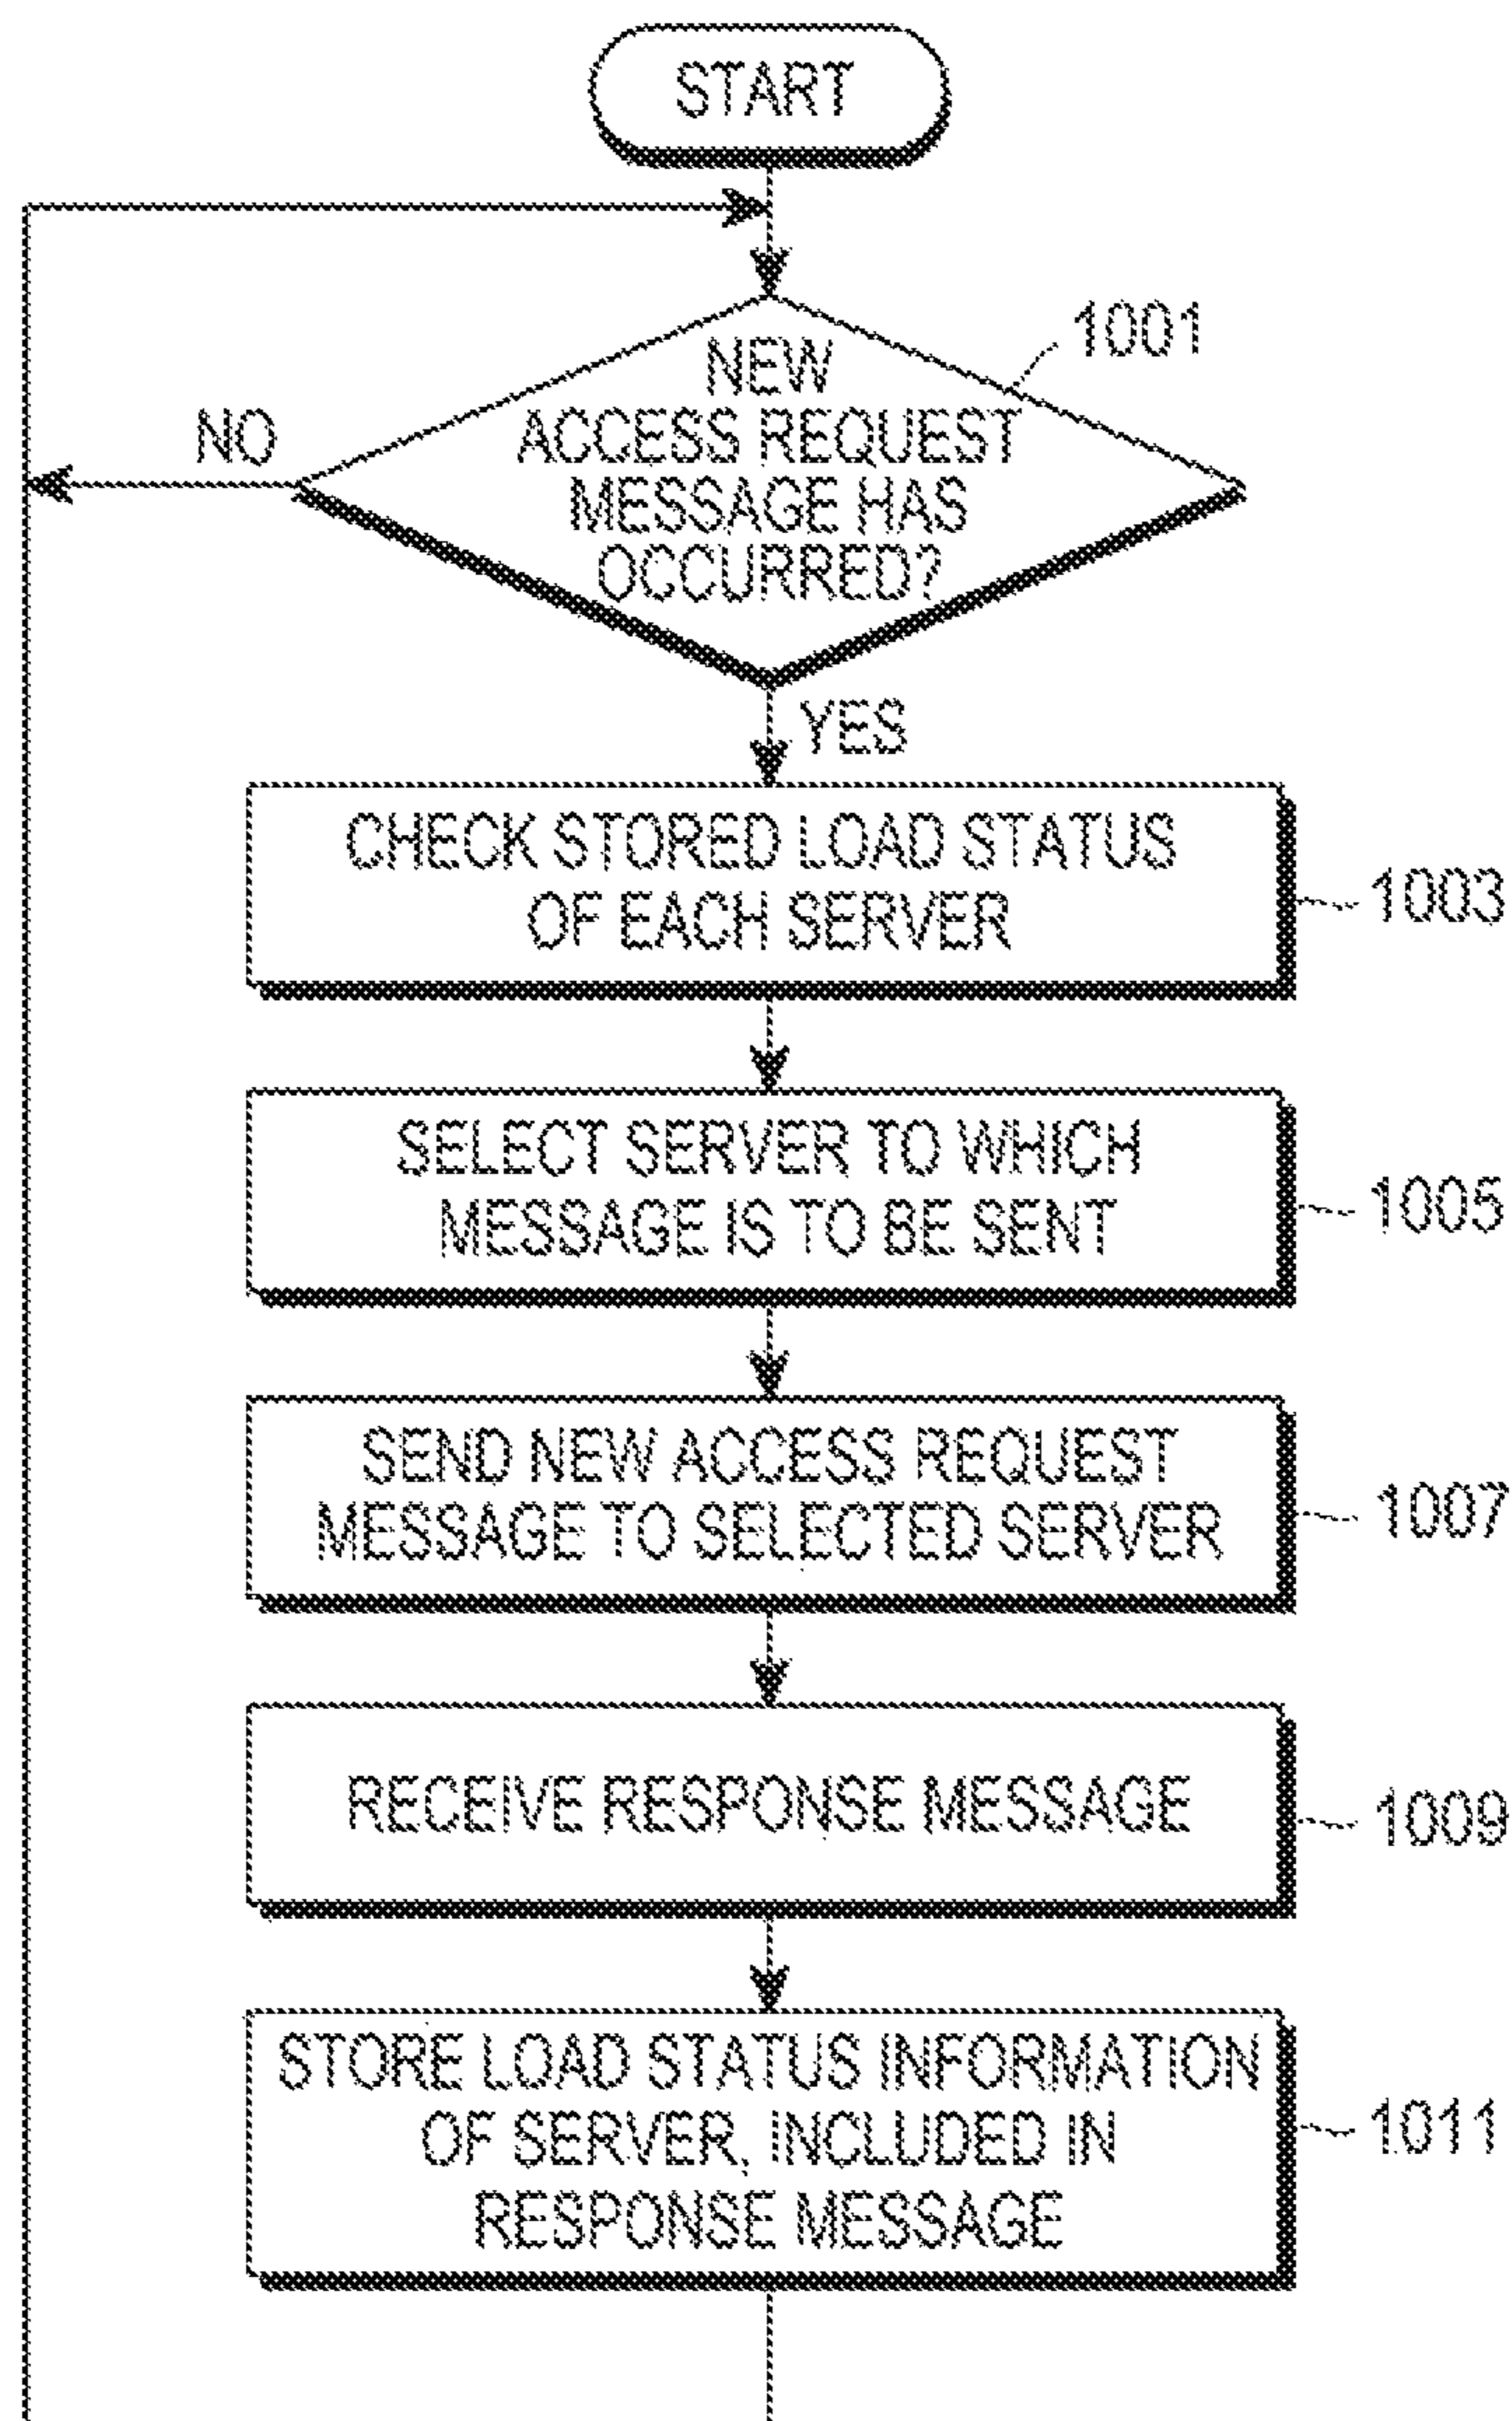 START
1001
NEW
ACCESS REQUEST
MESSAGE HAS
OCCURRED?
NO
YES
CHECK STORED LOAD STATUS
OF EACH SERVER
1003
SELECT SERVER TO WHICH
MESSAGE IS TO BE SENT
1005
SEND NEW ACCESS REQUEST
MESSAGE TO SELECTED SERVER
1007
RECEIVE RESPONSE MESSAGE
1009
STORE LOAD STATUS INFORMATION
OF SERVER, INCLUDED IN
RESPONSE MESSAGE
1011